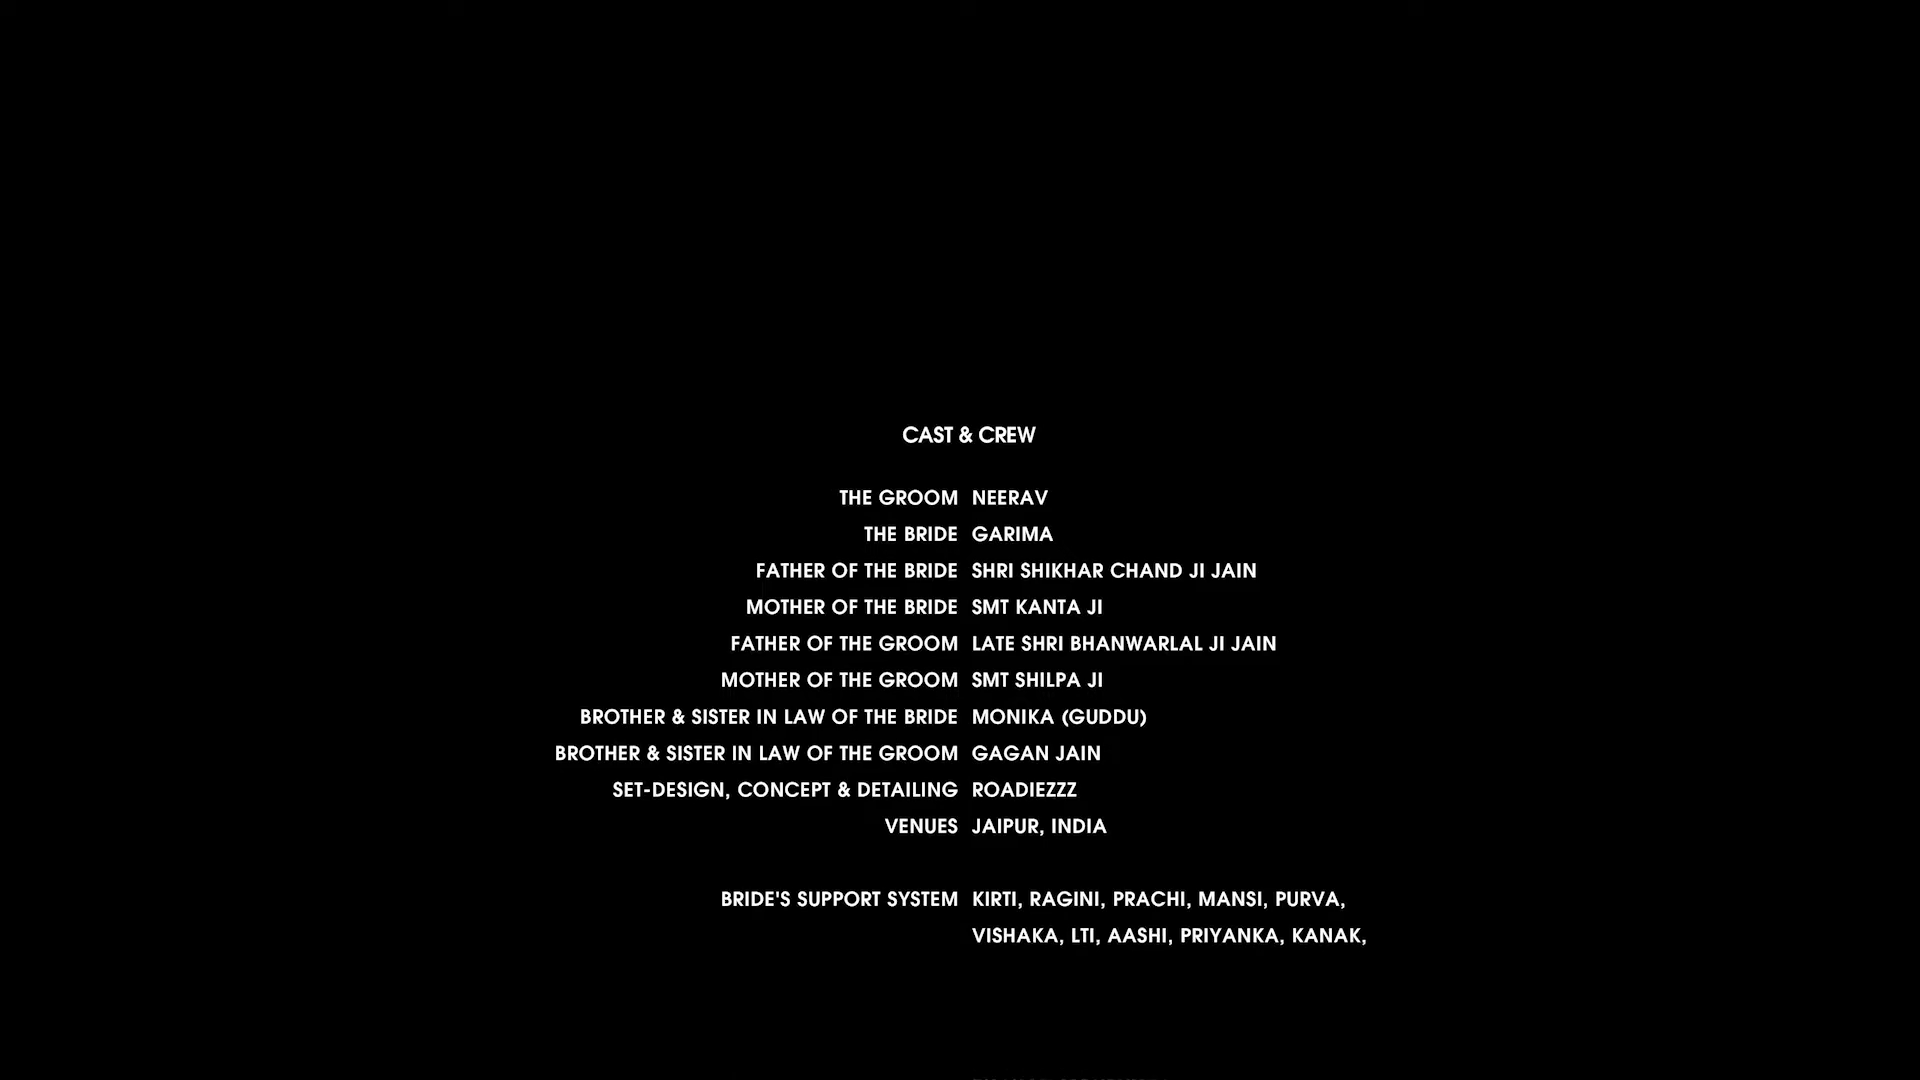 CAST & CREW
THE GROOM NEERAV
THE BRIDE GARIMA
FATHER OF THE BRIDE SHRI SHIKHAR CHAND JI JAIN
MOTHER OF THE BRIDE SMT KANTA JI
FATHER OF THE GROOM LATE SHRI BHANWARLAL JI JAIN
MOTHER OF THE GROOM SMT SHILPA JI
BROTHER & SISTER IN LAW OF THE BRIDE MONIKA (GUDDU)
BROTHER & SISTER IN LAW OF THE GROOM GAGAN JAIN
SET-DESIGN, CONCEPT & DETAILING ROADIEZZZ
VENUES JAIPUR, INDIA
BRIDE'S SUPPORT SYSTEM KIRTI, RAGINI, PRACHI, MANSI, PURVA,
VISHAKA, LTI, AASHI, PRIYANKA, KANAK,